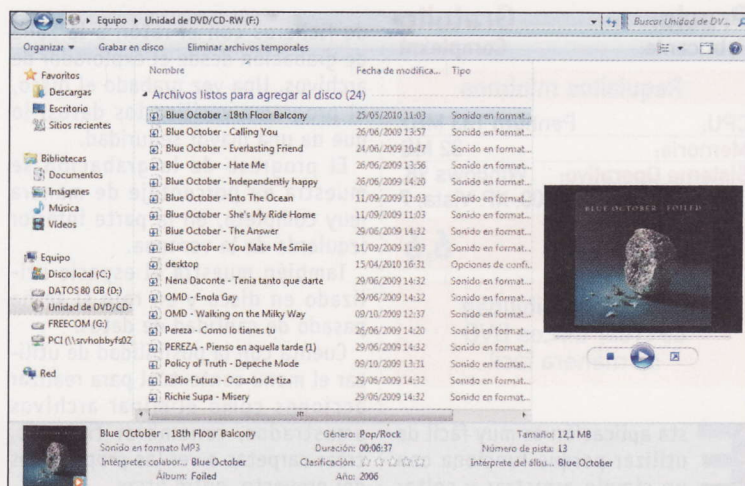 Equipo ▸ Unidad de DVD/CD-RW (F:)
Buscar Unidad de DV...
Organizar Grabar en disco Eliminar archivos temporales
Favoritos
Descargas
Escritorio
Sitios recientes
Bibliotecas
Documentos
Imágenes
Música
Vídeos
Equipo
Disco local (C:)
DATOS 80 GB (D:)
Unidad de DVD/CD-
FREECOM (G:)
PCI (\\srvhobbyfs02
Red
Nombre Fecha de modifica... Tipo
Archivos listos para agregar al disco (24)
Blue October - 18th Floor Balcony 25/05/2010 11:03 Sonido en format...
Blue October - Calling You 26/06/2009 13:57 Sonido en format...
Blue October - Everlasting Friend 24/06/2009 10:47 Sonido en format...
Blue October - Hate Me 26/06/2009 13:56 Sonido en format...
Blue October - Independently happy 26/06/2009 14:20 Sonido en format...
Blue October - Into The Ocean 11/09/2009 11:03 Sonido en format...
Blue October - She's My Ride Home 11/09/2009 11:03 Sonido en format...
Blue October - The Answer 29/06/2009 14:32 Sonido en format...
Blue October - You Make Me Smile 11/09/2009 11:03 Sonido en format...
desktop 15/04/2010 16:31 Opciones de confi...
Nena Daconte - Tenia tanto que darte 29/06/2009 14:32 Sonido en format...
OMD - Enola Gay 29/06/2009 14:32 Sonido en format...
OMD - Walking on the Milky Way 09/10/2009 12:37 Sonido en format...
Pereza - Como lo tienes tu 26/06/2009 14:20 Sonido en format...
PEREZA - Pienso en aquella tarde (1) 29/06/2009 14:32 Sonido en format...
Policy of Truth - Depeche Mode 09/10/2009 13:31 Sonido en format...
Radio Futura - Corazón de tiza 29/06/2009 14:32 Sonido en format...
Richie Supa - Misery 29/06/2009 14:32 Sonido en format...
BLUE OCTOBER : FOILED
Blue October - 18th Floor Balcony Género: Pop/Rock Tamaño: 12,1 MB
Sonido en formato MP3 Duración: 00:06:37 Número de pista: 13
Intérpretes colabor... Blue October Clasificación: ☆☆☆☆☆ Intérprete del álbu... Blue October
Álbum: Foiled Año: 2006